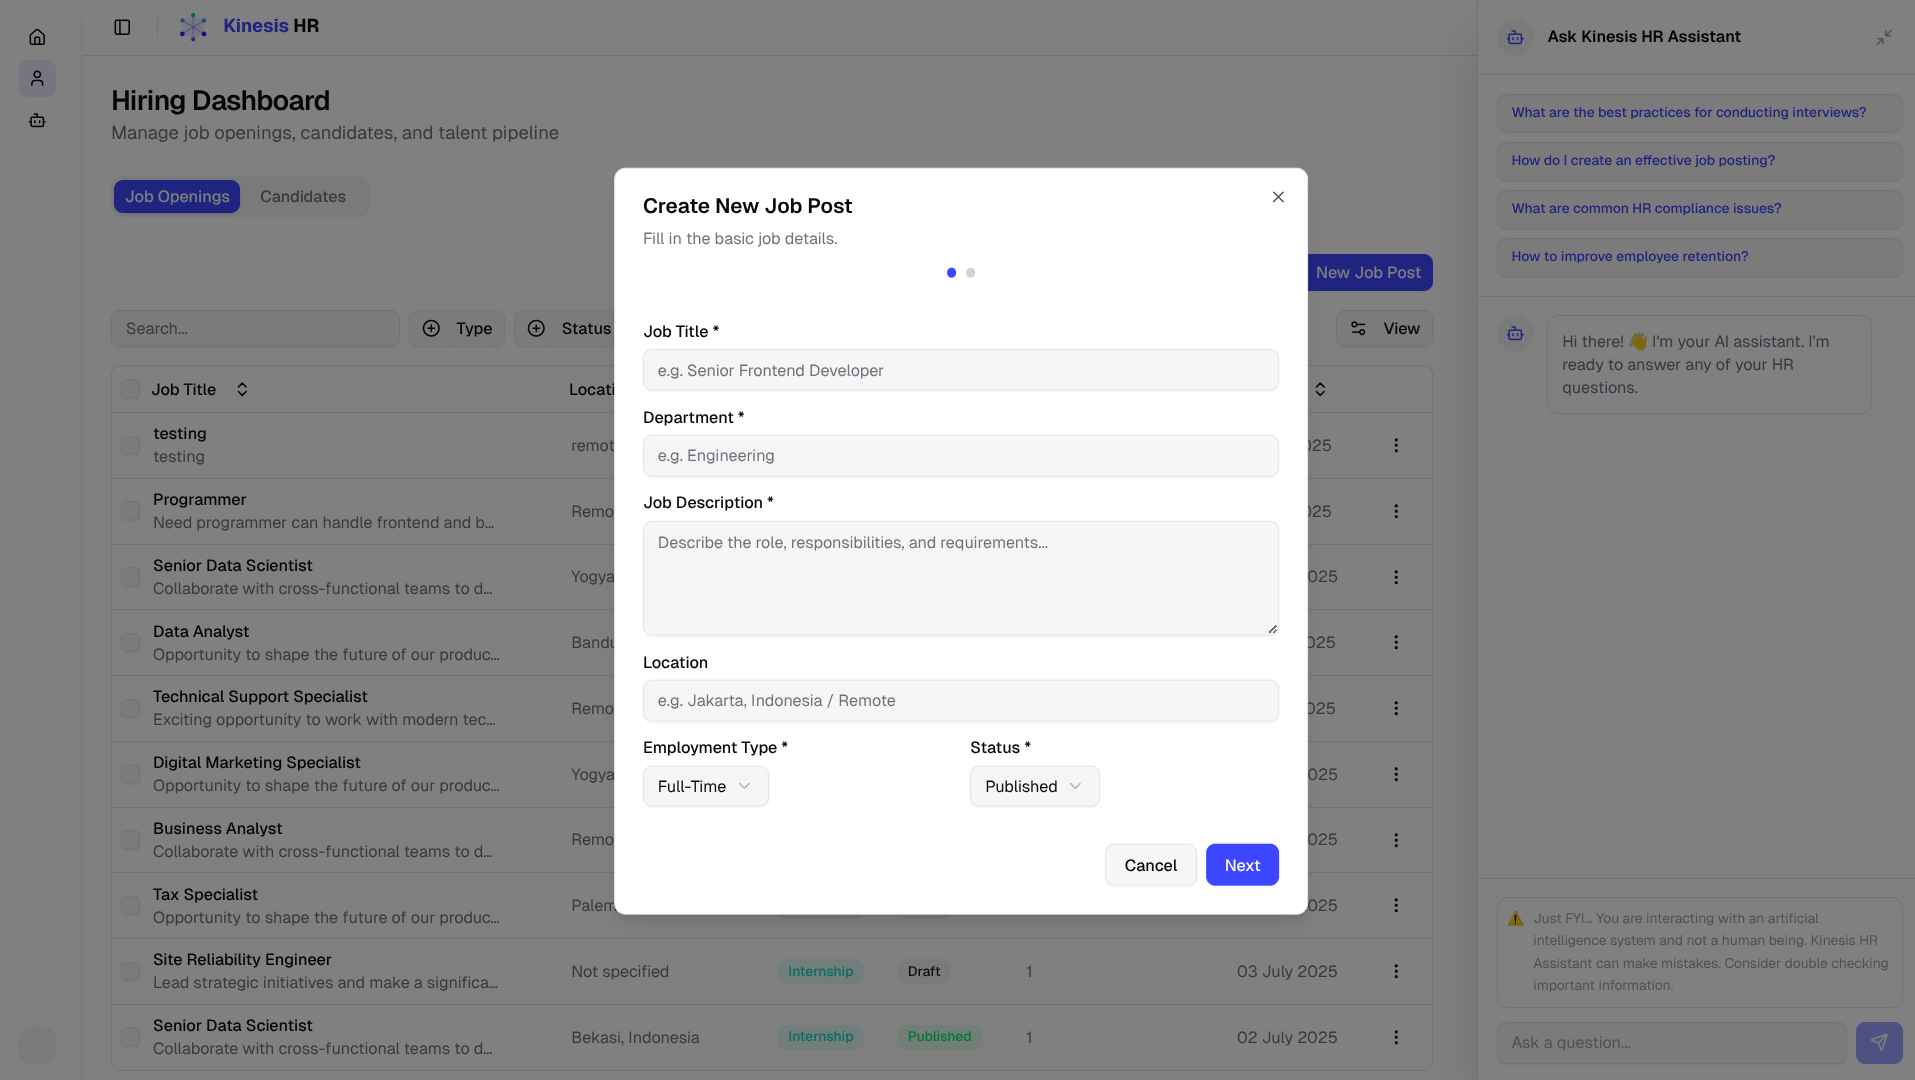 Kinesis HR
Hiring Dashboard
Manage job openings, candidates, and talent pipeline
Job Openings
Candidates
New Job Post
Search...
Type
Status
View
Job Title
testing
testing
remot
025
Programmer
Need programmer can handle frontend and b...
Remo
025
Senior Data Scientist
Collaborate with cross-functional teams to d...
Yogya
025
Data Analyst
Opportunity to shape the future of our produc...
Bandu
025
Technical Support Specialist
Exciting opportunity to work with modern tec...
Remo
025
Digital Marketing Specialist
Opportunity to shape the future of our produc...
Yogya
025
Business Analyst
Collaborate with cross-functional teams to d...
Remo
025
Tax Specialist
Opportunity to shape the future of our produc...
Palem
025
Site Reliability Engineer
Lead strategic initiatives and make a significa...
Not specified
Internship
Draft
1
03 July 2025
Senior Data Scientist
Collaborate with cross-functional teams to d...
Bekasi, Indonesia
Internship
Published
1
02 July 2025
Create New Job Post
Fill in the basic job details.
Job Title *
e.g. Senior Frontend Developer
Department *
e.g. Engineering
Job Description *
Describe the role, responsibilities, and requirements...
Location
e.g. Jakarta, Indonesia / Remote
Employment Type *
Full-Time
Status *
Published
Cancel
Next
Ask Kinesis HR Assistant
What are the best practices for conducting interviews?
How do I create an effective job posting?
What are common HR compliance issues?
How to improve employee retention?
Hi there! 👋 I'm your AI assistant. I'm
ready to answer any of your HR
questions.
⚠️ Just FYI... You are interacting with an artificial
intelligence system and not a human being. Kinesis HR
Assistant can make mistakes. Consider double checking
important information.
Ask a question...